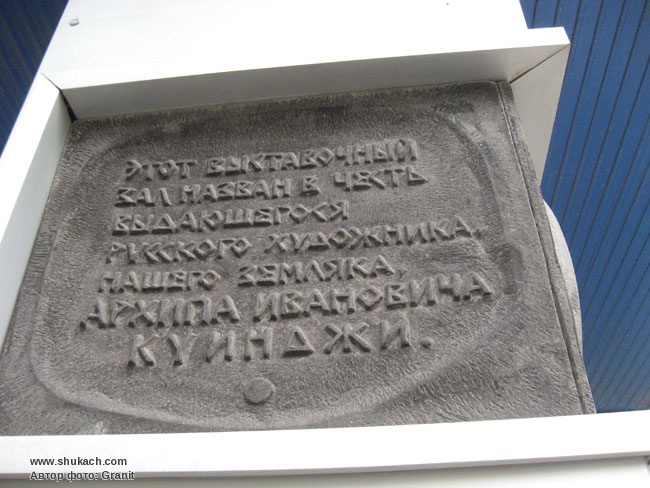 ЭТОТ ВЫСТАВОЧНЫЙ
ЗАЛ НАЗВАН В ЧЕСТЬ
ВЫДАЮЩЕГОСЯ
РУССКОГО ХУДОЖНИКА,
НАШЕГО ЗЕМЛЯКА,
АРХИПА ИВАНОВИЧА
КУИНДЖИ.
www.shukach.com
Автор фото: Granit